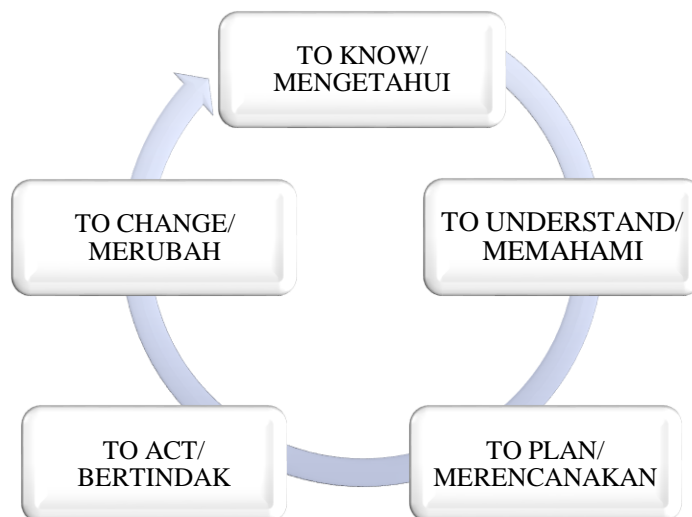 TO KNOW/
MENGETAHUI
TO UNDERSTAND/
MEMAHAMI
TO PLAN/
MERENCANAKAN
TO ACT/
BERTINDAK
TO CHANGE/
MERUBAH